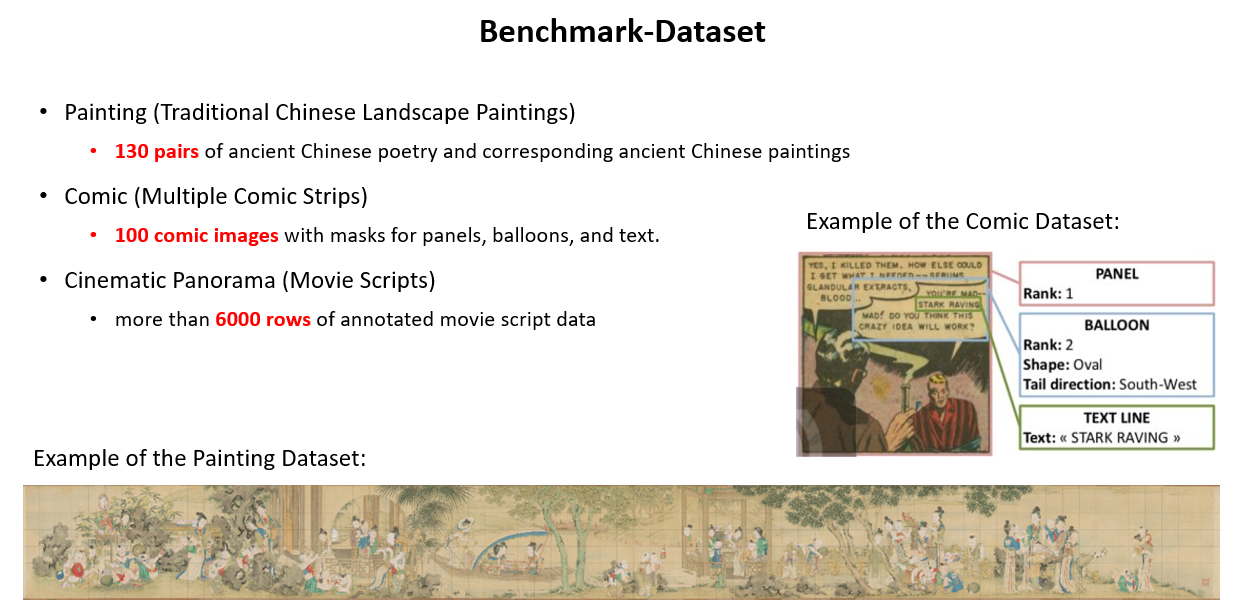 Benchmark-Dataset
• Painting (Traditional Chinese Landscape Paintings)
• 130 pairs of ancient Chinese poetry and corresponding ancient Chinese paintings
• Comic (Multiple Comic Strips)
• 100 comic images with masks for panels, balloons, and text.
• Cinematic Panorama (Movie Scripts)
• more than 6000 rows of annotated movie script data
Example of the Comic Dataset:
YES, I KILLED THEM. HOW ELSE COULD
I GET WHAT I NEEDED--SERUMS,
GLANDULAR EXTRACTS,
BLOOD
YOU'RE MAD--
STARK RAVING
MAD! DO YOU THINK THIS
CRAZY IDEA WILL WORK?
PANEL
Rank: 1
BALLOON
Rank: 2
Shape: Oval
Tail direction: South-West
TEXT LINE
Text: « STARK RAVING »
Example of the Painting Dataset: